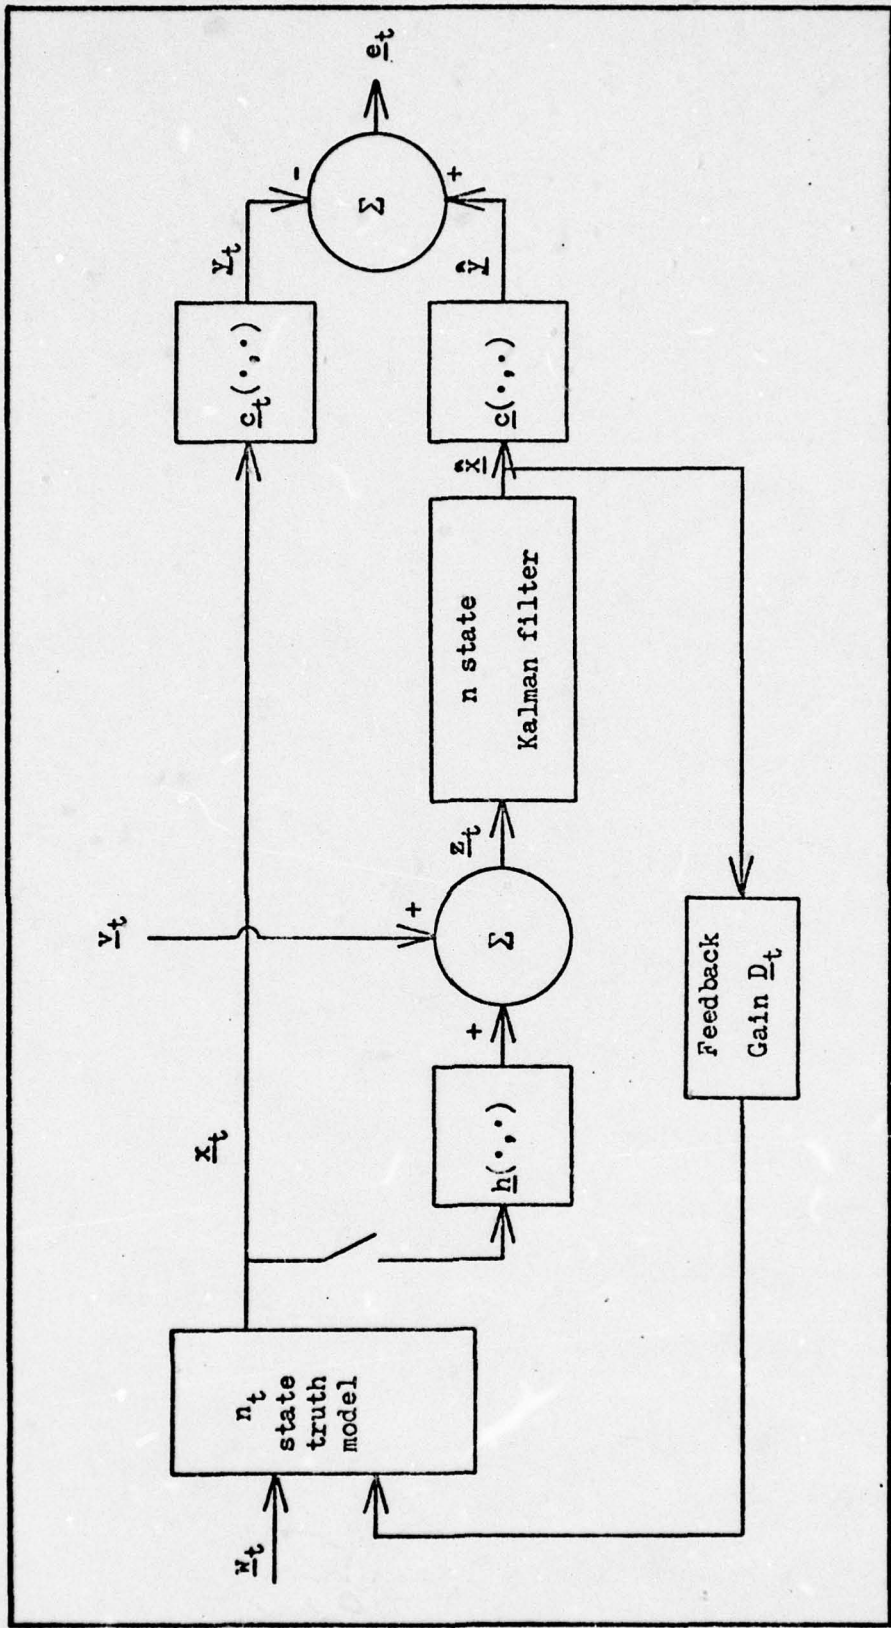 w_t
n_t
state
truth
model
x_t
c_t(•,•)
y_t
-
Σ
e_t
+
v_t
+
h(•,•)
+
Σ
z_t
n state
Kalman filter
x̂
c(•,•)
ŷ
Feedback
Gain D_t